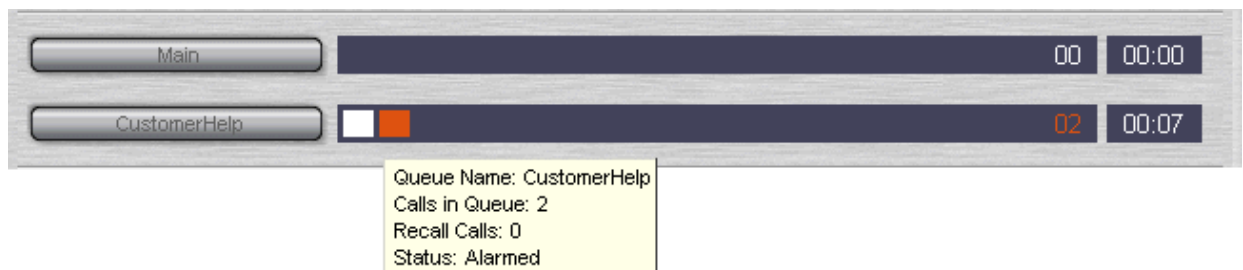 Main 00 00:00
CustomerHelp 02 00:07
Queue Name: CustomerHelp
Calls in Queue: 2
Recall Calls: 0
Status: Alarmed